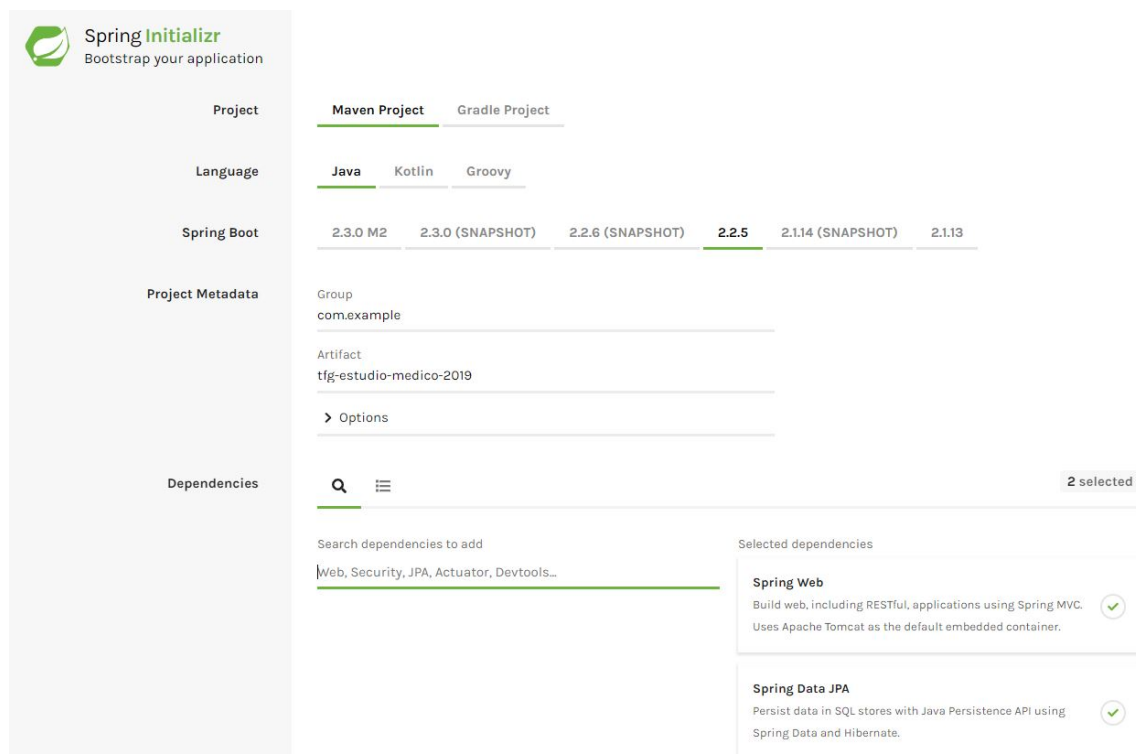 Spring Initializr
Bootstrap your application
Project
Maven Project Gradle Project
Language
Java Kotlin Groovy
Spring Boot
2.3.0 M2 2.3.0 (SNAPSHOT) 2.2.6 (SNAPSHOT) 2.2.5 2.1.14 (SNAPSHOT) 2.1.13
Project Metadata
Group
com.example
Artifact
tfg-estudio-medico-2019
Options
Dependencies
2 selected
Search dependencies to add
Web, Security, JPA, Actuator, Devtools...
Selected dependencies
Spring Web
Build web, including RESTful, applications using Spring MVC.
Uses Apache Tomcat as the default embedded container.
Spring Data JPA
Persist data in SQL stores with Java Persistence API using
Spring Data and Hibernate.